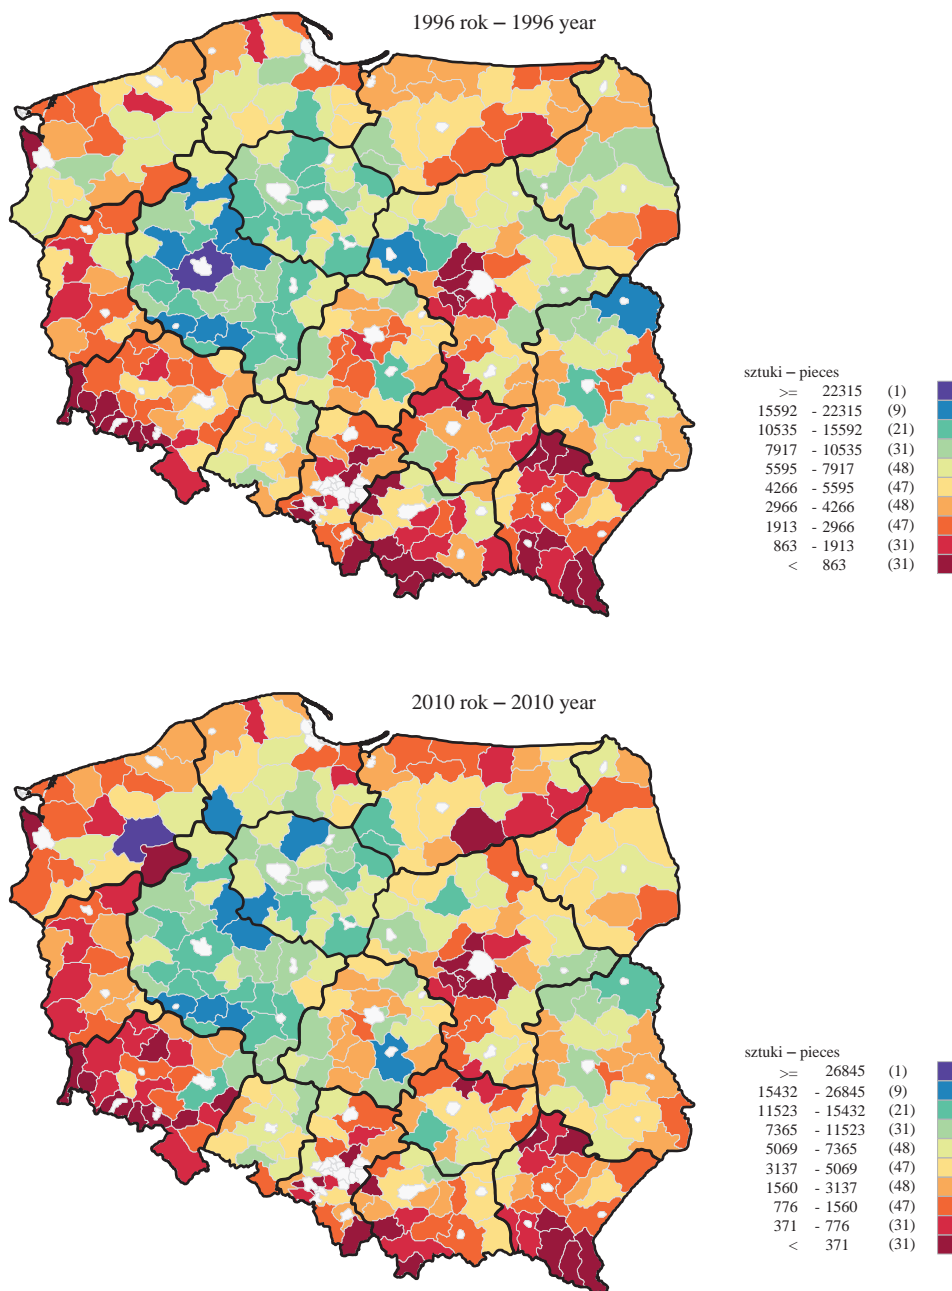 1996 rok – 1996 year
sztuki – pieces
>= 22315 (1)
15592 - 22315 (9)
10535 - 15592 (21)
7917 - 10535 (31)
5595 - 7917 (48)
4266 - 5595 (47)
2966 - 4266 (48)
1913 - 2966 (47)
863 - 1913 (31)
< 863 (31)
2010 rok – 2010 year
sztuki – pieces
>= 26845 (1)
15432 - 26845 (9)
11523 - 15432 (21)
7365 - 11523 (31)
5069 - 7365 (48)
3137 - 5069 (47)
1560 - 3137 (48)
776 - 1560 (47)
371 - 776 (31)
< 371 (31)